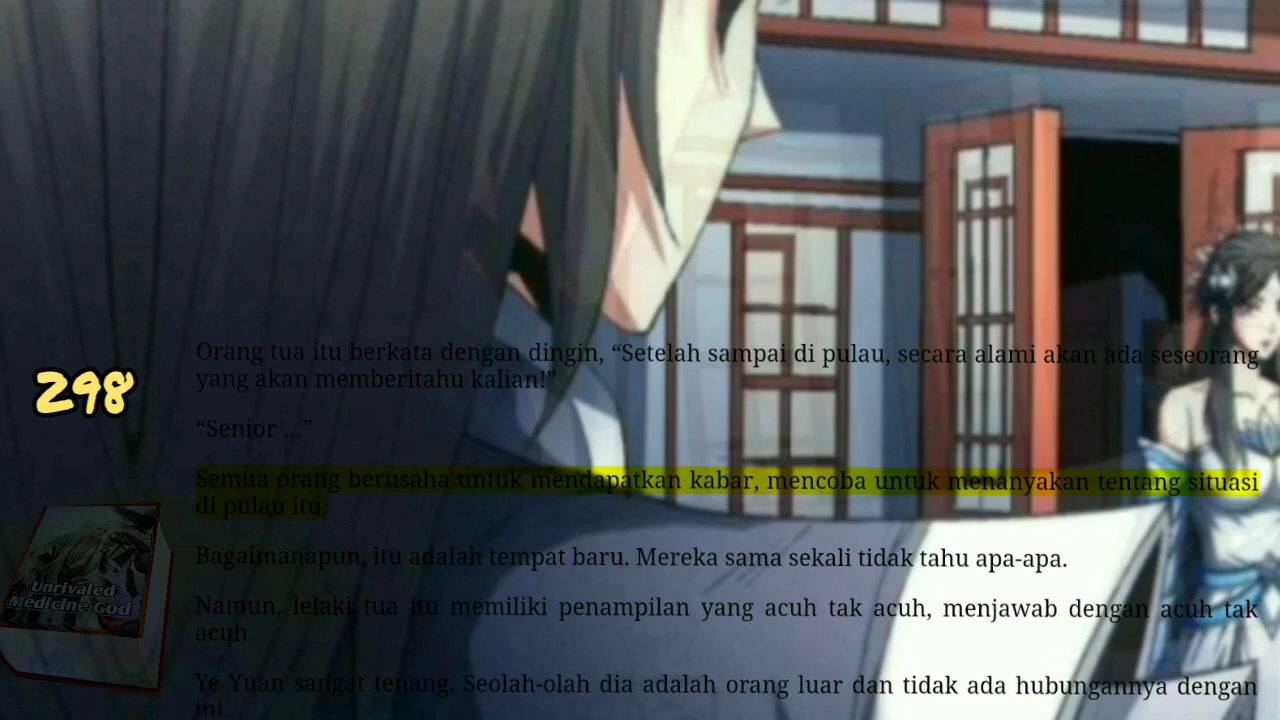 Orang tua itu berkata dengan dingin, “Setelah sampai di pulau, secara alami akan ada seseorang
yang akan memberitahu kalian!”
298
“Senior ...”
Semua orang berusaha untuk mendapatkan kabar, mencoba untuk menanyakan tentang situasi
di pulau itu.
Bagaimanapun, itu adalah tempat baru. Mereka sama sekali tidak tahu apa-apa.
Unrivaled
Medicine God
Namun, lelaki tua itu memiliki penampilan yang acuh tak acuh, menjawab dengan acuh tak
acuh.
Ye Yuan sangat tenang. Seolah-olah dia adalah orang luar dan tidak ada hubungannya dengan
ini.